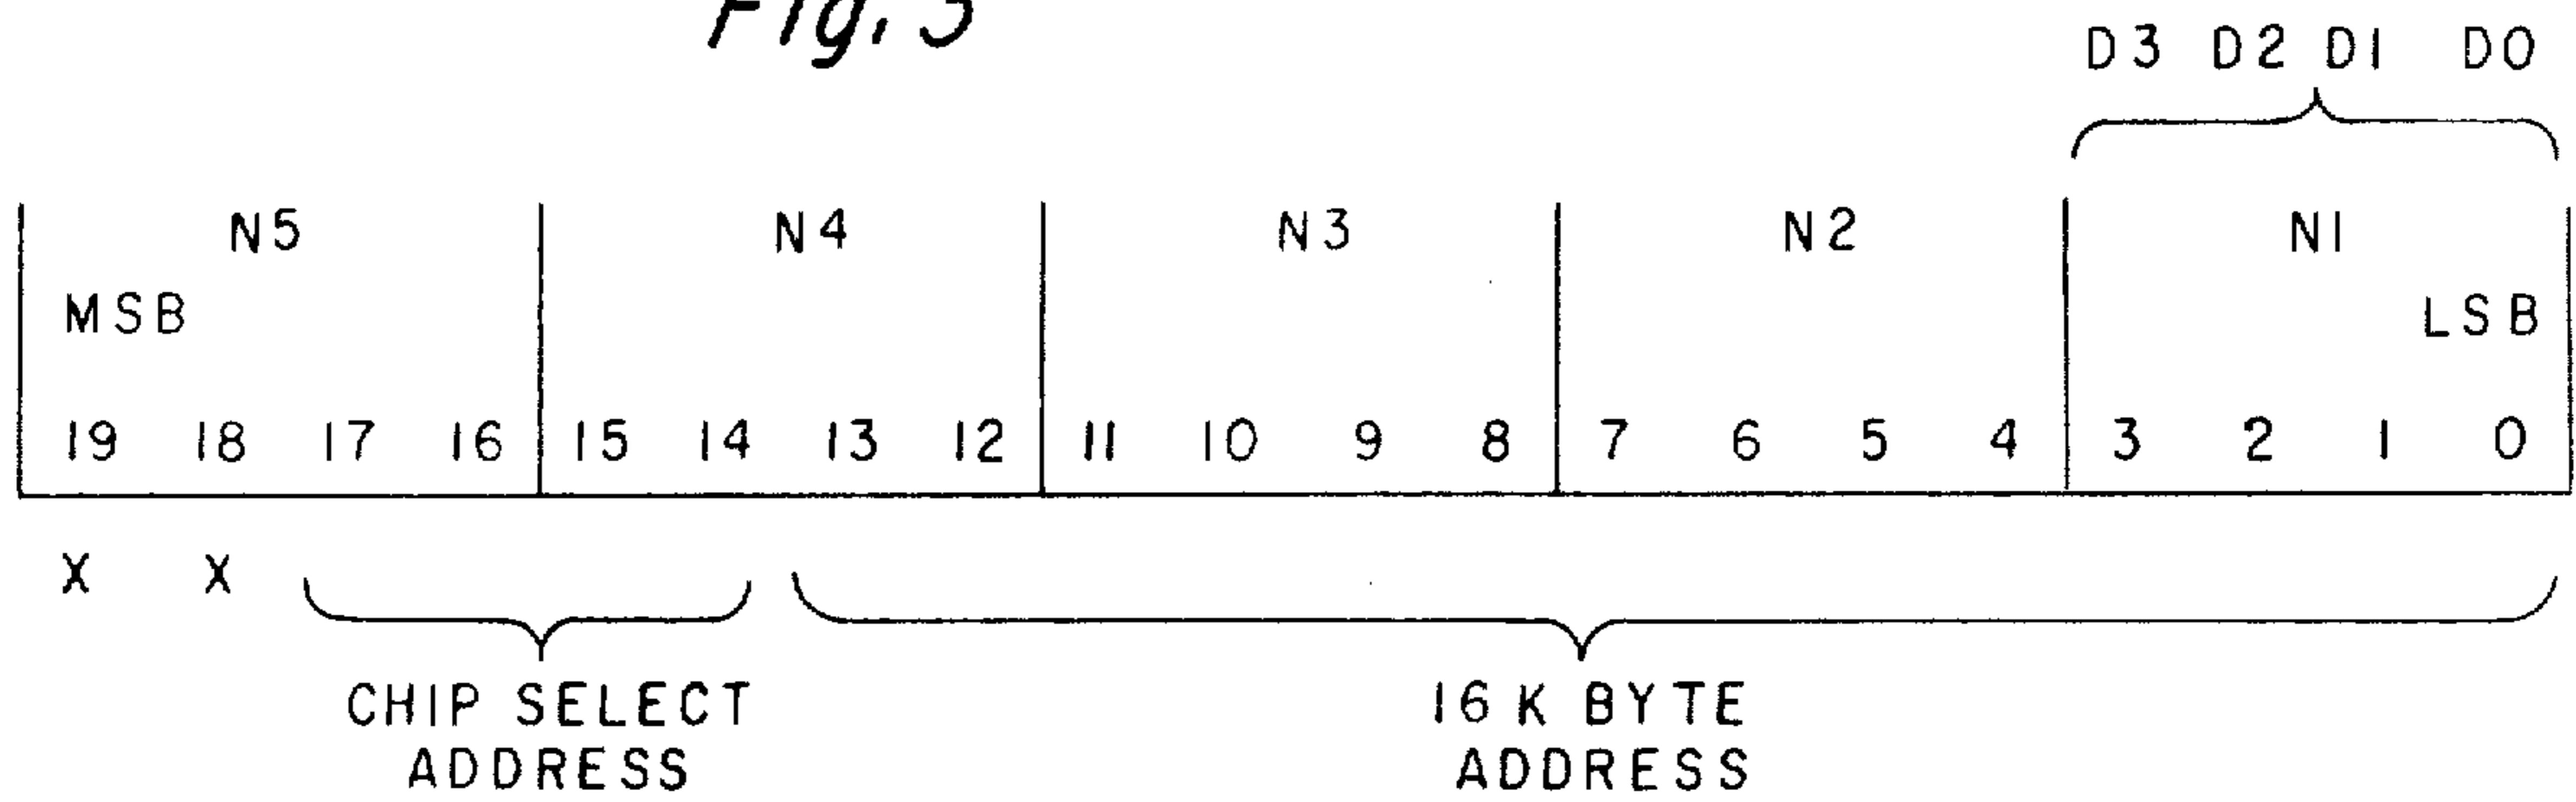 Fig. 3
D3 D2 D1 D0
N5 N4 N3 N2 N1
MSB LSB
19 18 17 16 15 14 13 12 11 10 9 8 7 6 5 4 3 2 1 0
X X
CHIP SELECT 16K BYTE
ADDRESS ADDRESS